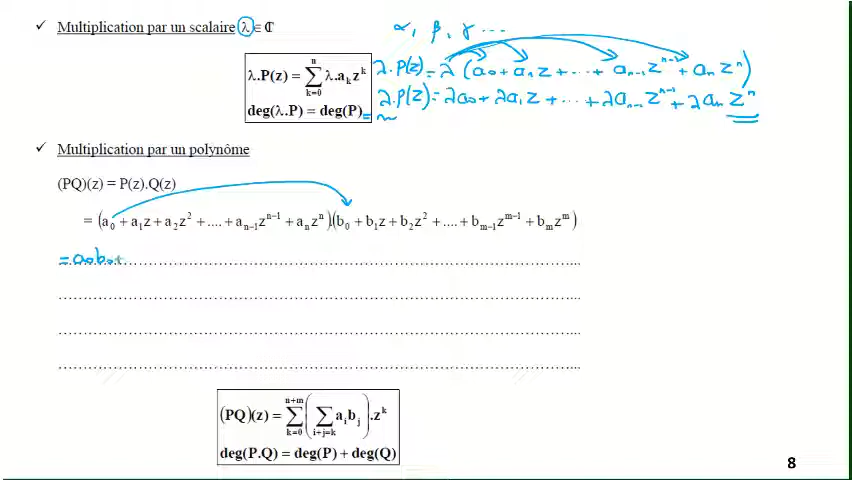 ✓ Multiplication par un scalaire λ ∈ ℂ α, β, γ ...
λ.P(z) = ∑_{k=0}^{n} λ.a_k z^k
deg(λ.P) = deg(P) = n
λ.P(z) = λ (a₀ + a₁ z + ... + a_{n-1} z^{n-1} + a_n z^n)
λ.P(z) = λa₀ + λa₁ z + ... + λa_{n-1} z^{n-1} + λa_n z^n
✓ Multiplication par un polynôme
(PQ)(z) = P(z).Q(z)
= (a₀ + a₁z + a₂z² + .... + a_{n-1}z^{n-1} + a_n z^n)(b₀ + b₁z + b₂z² + .... + b_{m-1}z^{m-1} + b_m z^m)
= a₀b₀ +
(PQ)(z) = ∑_{k=0}^{n+m} (∑_{i+j=k} a_i b_j).z^k
deg(P.Q) = deg(P) + deg(Q)
8